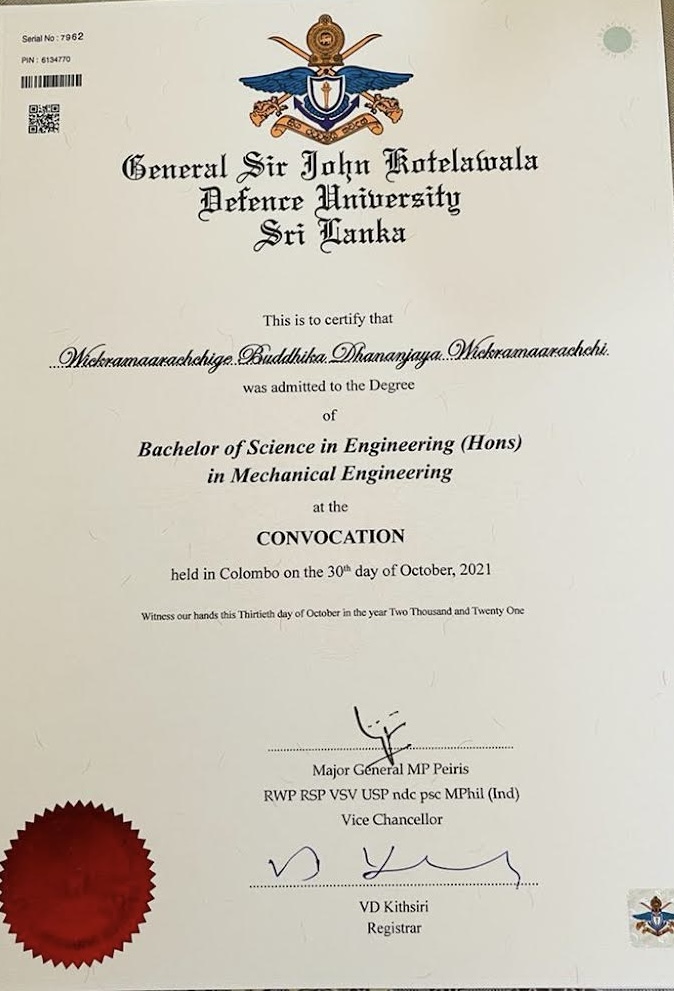 Serial No : 7962
PIN : 6134770
General Sir John Kotelawala
Defence University
Sri Lanka
This is to certify that
Wickramaarachchige Buddhika Dhananjaya Wickramaarachchi
was admitted to the Degree
of
Bachelor of Science in Engineering (Hons)
in Mechanical Engineering
at the
CONVOCATION
held in Colombo on the 30th day of October, 2021
Witness our hands this Thirtieth day of October in the year Two Thousand and Twenty One
Major General MP Peiris
RWP RSP VSV USP ndc psc MPhil (Ind)
Vice Chancellor
VD Kithsiri
Registrar